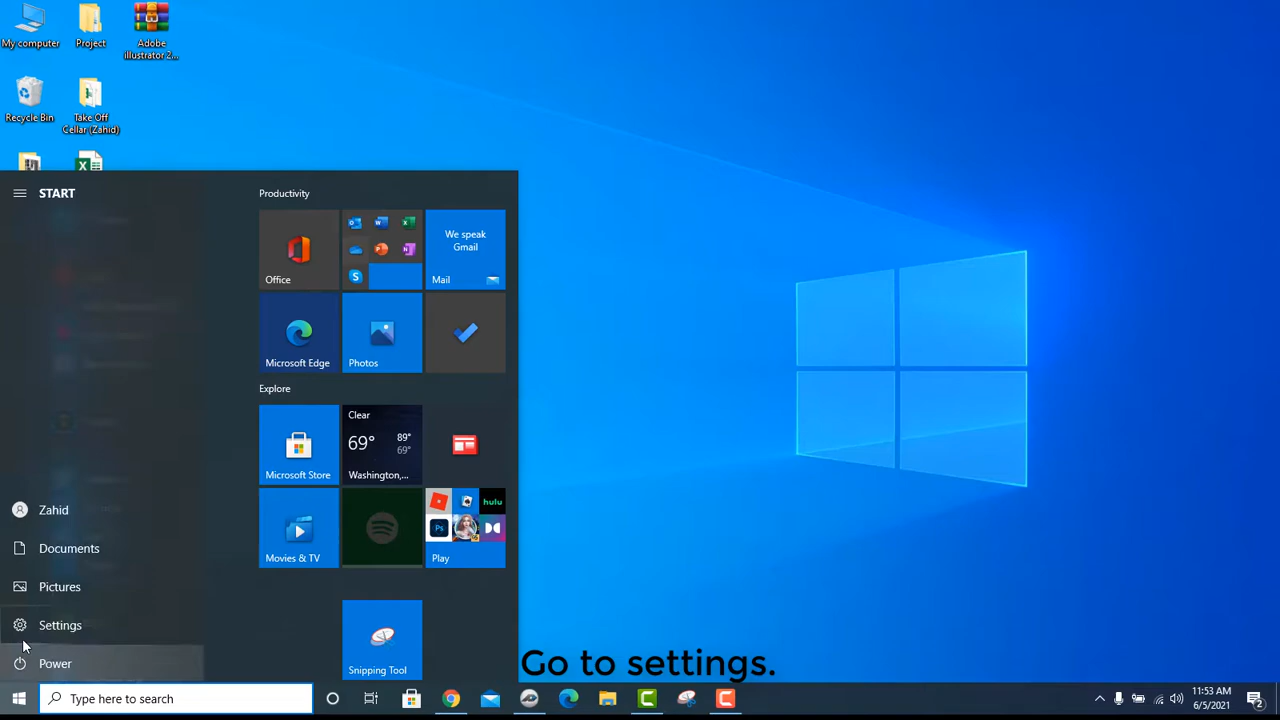 My computer
Project
Adobe
illustrator 2...
Recycle Bin
Take Off
Cellar (Zahid)
START
Productivity
Office
We speak
Gmail
Mail
Microsoft Edge
Photos
Explore
Microsoft Store
Clear
69° 89°
69°
Washington,...
hulu
Ps
Movies & TV
Play
Zahid
Documents
Pictures
Settings
Power
Snipping Tool
Go to settings.
Type here to search
11:53 AM
6/5/2021
2